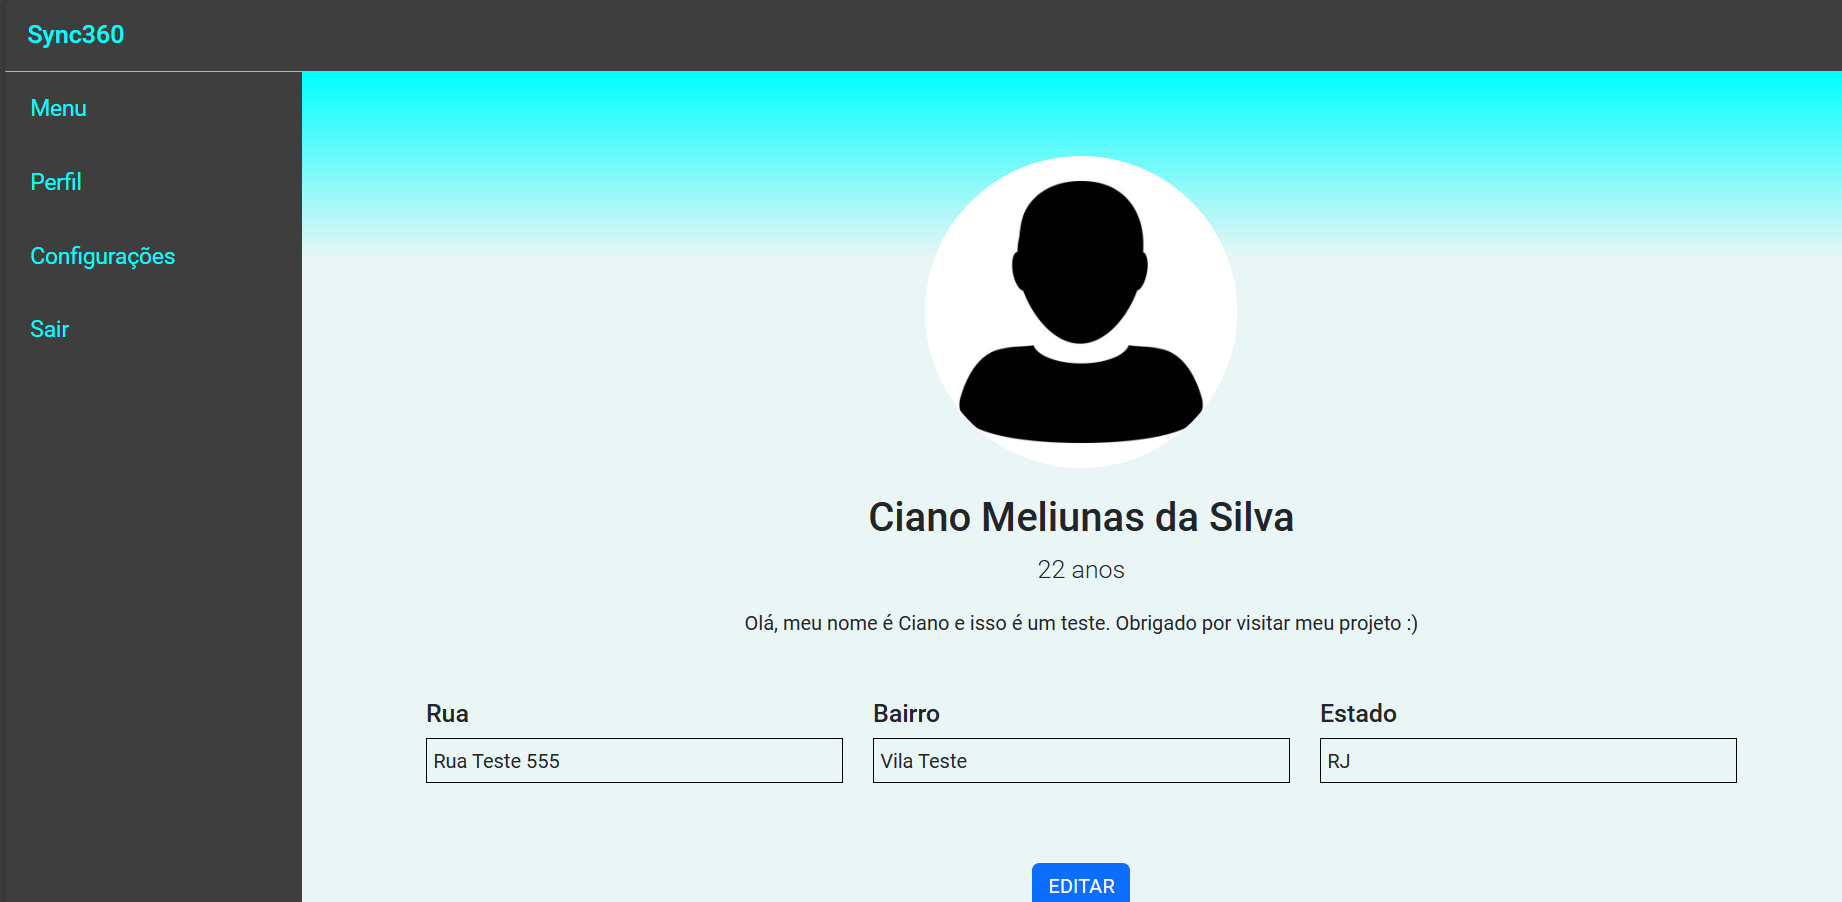 Sync360
Menu
Perfil
Configurações
Sair
Ciano Meliunas da Silva
22 anos
Olá, meu nome é Ciano e isso é um teste. Obrigado por visitar meu projeto :)
Rua
Bairro
Estado
Rua Teste 555
Vila Teste
RJ
EDITAR